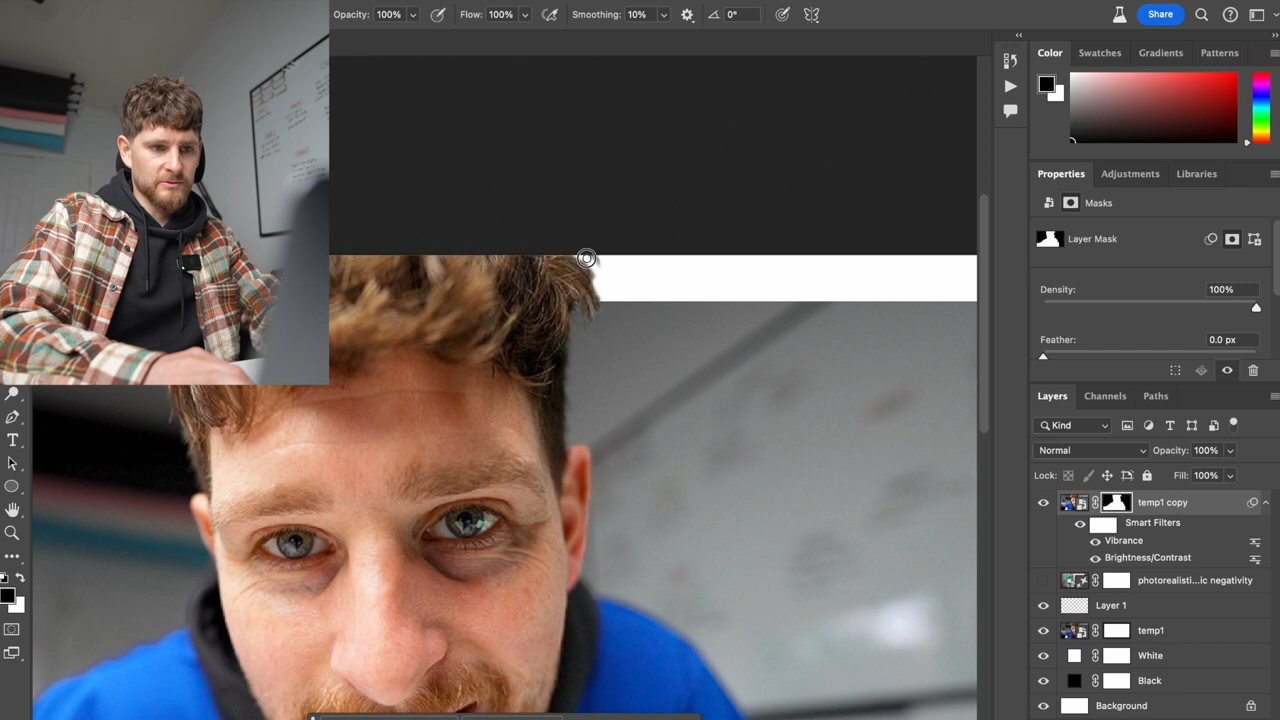 Opacity: 100% Flow: 100% Smoothing: 10% 0° Share
Color Swatches Gradients Patterns
Properties Adjustments Libraries
Masks
Layer Mask
Density: 100%
Feather: 0.0 px
Layers Channels Paths
Kind
Normal Opacity: 100%
Lock: Fill: 100%
temp1 copy
Smart Filters
Vibrance
Brightness/Contrast
photorealisti...ic negativity
Layer 1
temp1
White
Black
Background